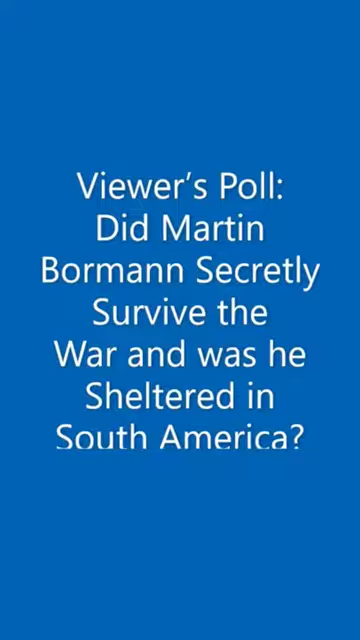 Viewer’s Poll:
Did Martin
Bormann Secretly
Survive the
War and was he
Sheltered in
South America?